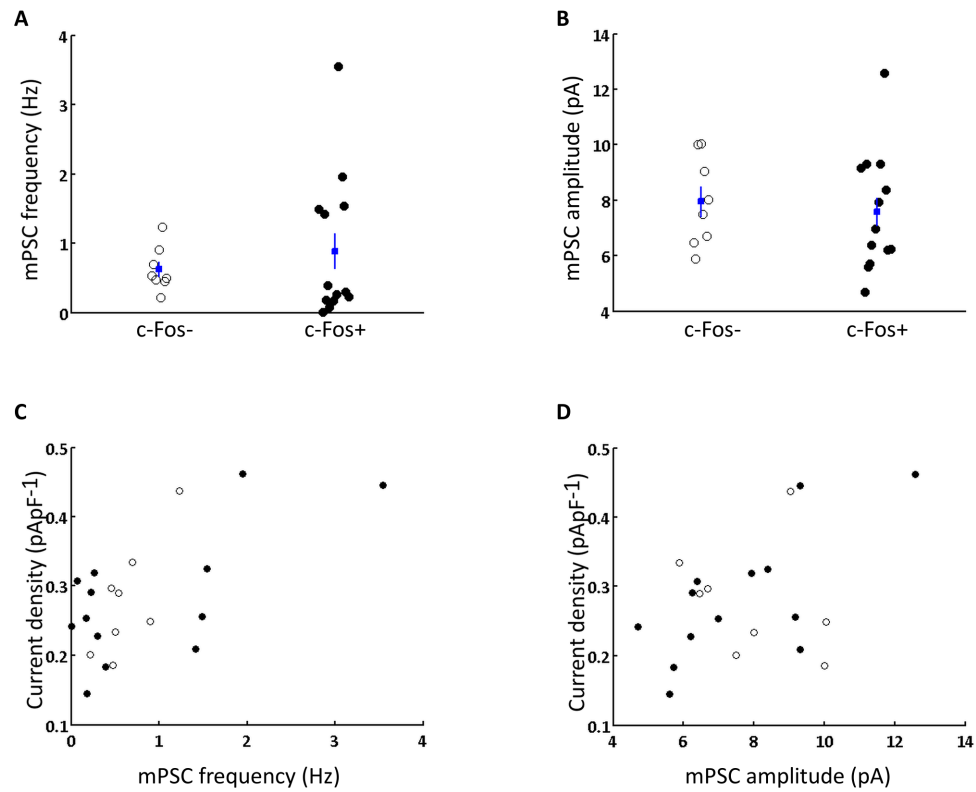 A
mPSC frequency (Hz)
4
3
2
1
0
c-Fos-
c-Fos+
B
mPSC amplitude (pA)
14
12
10
8
6
4
c-Fos-
c-Fos+
C
Current density (pApF-1)
0.5
0.4
0.3
0.2
0.1
0
1
2
3
4
mPSC frequency (Hz)
D
Current density (pApF-1)
0.5
0.4
0.3
0.2
0.1
4
6
8
10
12
14
mPSC amplitude (pA)